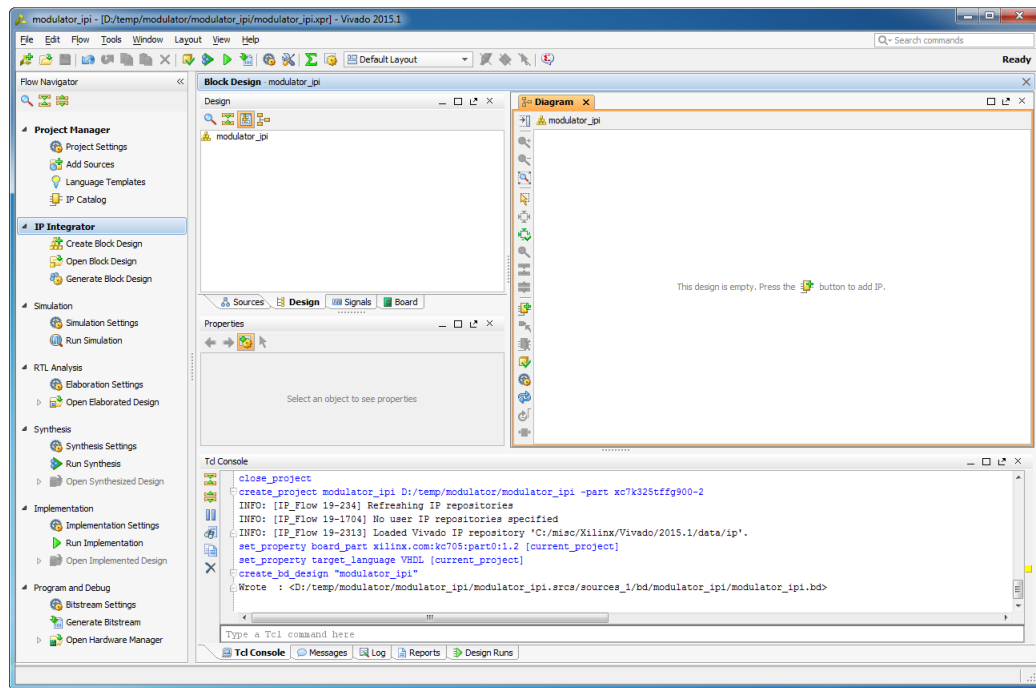 modulator_ipi - [D:/temp/modulator/modulator_ipi/modulator_ipi.xpr] - Vivado 2015.1
File Edit Flow Tools Window Layout View Help
Search commands
Default Layout
Ready
Flow Navigator
Project Manager
Project Settings
Add Sources
Language Templates
IP Catalog
IP Integrator
Create Block Design
Open Block Design
Generate Block Design
Simulation
Simulation Settings
Run Simulation
RTL Analysis
Elaboration Settings
Open Elaborated Design
Synthesis
Synthesis Settings
Run Synthesis
Open Synthesized Design
Implementation
Implementation Settings
Run Implementation
Open Implemented Design
Program and Debug
Bitstream Settings
Generate Bitstream
Open Hardware Manager
Block Design - modulator_ipi
Design
modulator_ipi
Sources Design Signals Board
Properties
Select an object to see properties
Diagram
modulator_ipi
This design is empty. Press the button to add IP.
Tcl Console
close_project
create_project modulator_ipi D:/temp/modulator/modulator_ipi -part xc7k325tffg900-2
INFO: [IP_Flow 19-234] Refreshing IP repositories
INFO: [IP_Flow 19-1704] No user IP repositories specified
INFO: [IP_Flow 19-2313] Loaded Vivado IP repository 'C:/misc/Xilinx/Vivado/2015.1/data/ip'.
set_property board_part xilinx.com:kc705:part0:1.2 [current_project]
set_property target_language VHDL [current_project]
create_bd_design "modulator_ipi"
Wrote : <D:/temp/modulator/modulator_ipi/modulator_ipi.srcs/sources_1/bd/modulator_ipi/modulator_ipi.bd>
Type a Tcl command here
Tcl Console Messages Log Reports Design Runs